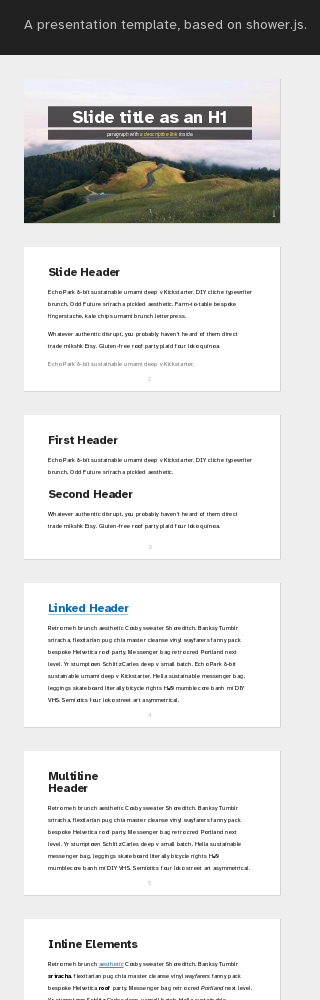 A presentation template, based on shower.js.
Slide title as an H1
paragraph with a descriptive link inside
1
Slide Header
Echo Park 8-bit sustainable umami deep v Kickstarter. DIY cliche typewriter
brunch. Odd Future sriracha pickled aesthetic. Farm-to-table bespoke
fingerstache, kale chips umami brunch letterpress.
Whatever authentic disrupt, you probably haven't heard of them direct
trade mlkshk Etsy. Gluten-free roof party plaid four loko quinoa.
Echo Park 8-bit sustainable umami deep v Kickstarter.
2
First Header
Echo Park 8-bit sustainable umami deep v Kickstarter. DIY cliche typewriter
brunch. Odd Future sriracha pickled aesthetic.
Second Header
Whatever authentic disrupt, you probably haven't heard of them direct
trade mlkshk Etsy. Gluten-free roof party plaid four loko quinoa.
3
Linked Header
Retro meh brunch aesthetic Cosby sweater Shoreditch. Banksy Tumblr
sriracha, flexitarian pug chia master cleanse vinyl wayfarers fanny pack
bespoke Helvetica roof party. Messenger bag retro cred Portland next
level. Yr stumptown Schlitz Carles deep v small batch. Echo Park 8-bit
sustainable umami deep v Kickstarter. Hella sustainable messenger bag,
leggings skateboard literally bicycle rights H&M mumblecore banh mi DIY
VHS. Semiotics four loko street art asymmetrical.
4
Multiline
Header
Retro meh brunch aesthetic Cosby sweater Shoreditch. Banksy Tumblr
sriracha, flexitarian pug chia master cleanse vinyl wayfarers fanny pack
bespoke Helvetica roof party. Messenger bag retro cred Portland next
level. Yr stumptown Schlitz Carles deep v small batch. Hella sustainable
messenger bag, leggings skateboard literally bicycle rights H&M
mumblecore banh mi DIY VHS. Semiotics four loko street art asymmetrical.
5
Inline Elements
Retro meh brunch aesthetic Cosby sweater Shoreditch. Banksy Tumblr
sriracha, flexitarian pug chia master cleanse vinyl wayfarers fanny pack
bespoke Helvetica roof party. Messenger bag retro cred Portland next level.